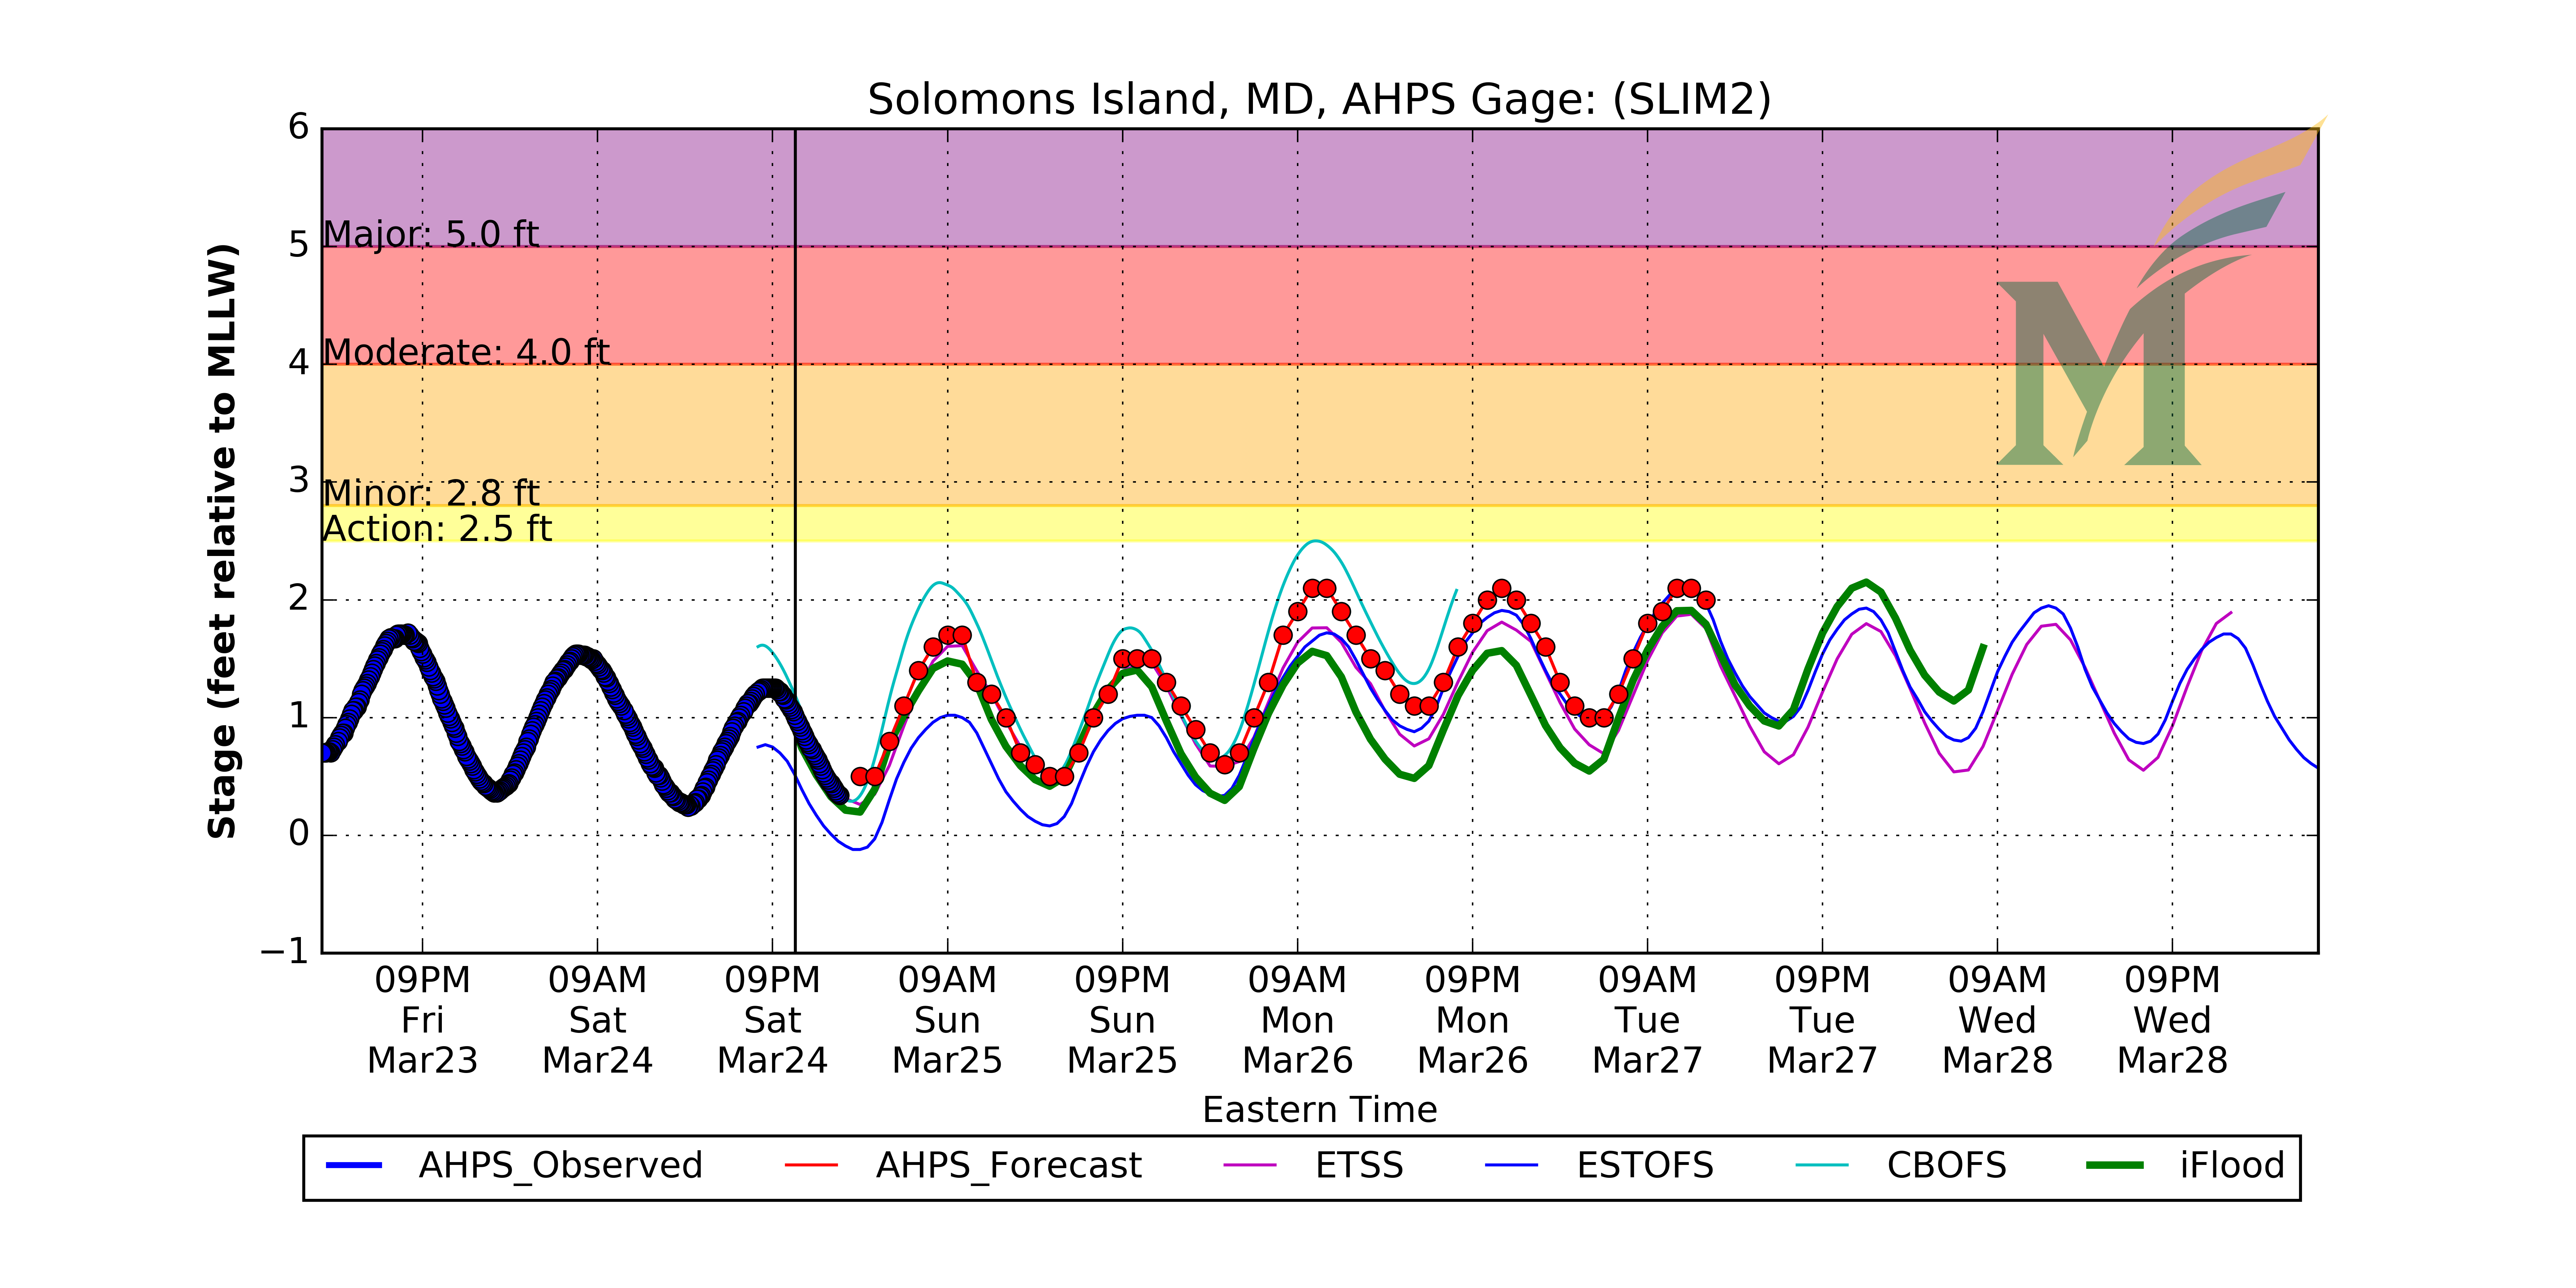 Solomons Island, MD, AHPS Gage: (SLIM2)
Stage (feet relative to MLLW)
6
5
4
3
2
1
0
−1
Major: 5.0 ft
Moderate: 4.0 ft
Minor: 2.8 ft
Action: 2.5 ft
M
09PM 09AM 09PM 09AM 09PM 09AM 09PM 09AM 09PM 09AM 09PM
Fri Sat Sat Sun Sun Mon Mon Tue Tue Wed Wed
Mar23 Mar24 Mar24 Mar25 Mar25 Mar26 Mar26 Mar27 Mar27 Mar28 Mar28
Eastern Time
AHPS_Observed AHPS_Forecast ETSS ESTOFS CBOFS iFlood